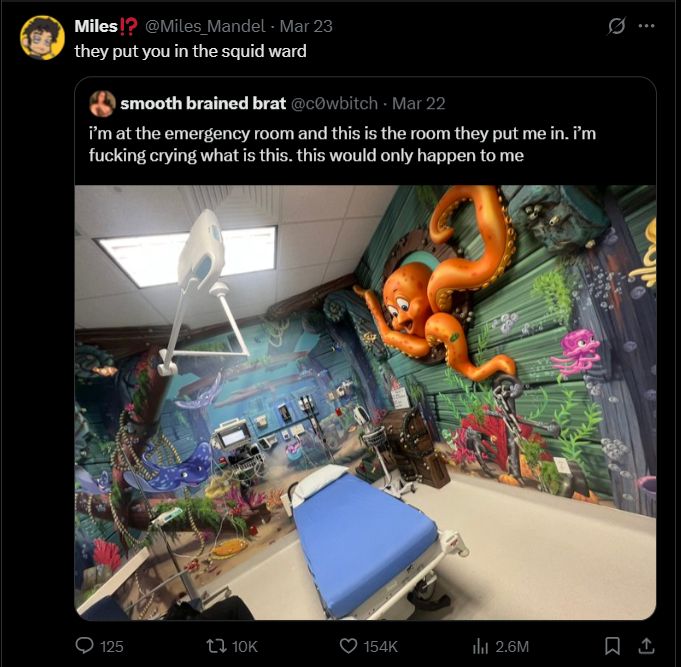 Miles⁉️ @Miles_Mandel · Mar 23
they put you in the squid ward
smooth brained brat @c0wbitch · Mar 22
i’m at the emergency room and this is the room they put me in. i’m
fucking crying what is this. this would only happen to me
125 10K 154K 2.6M